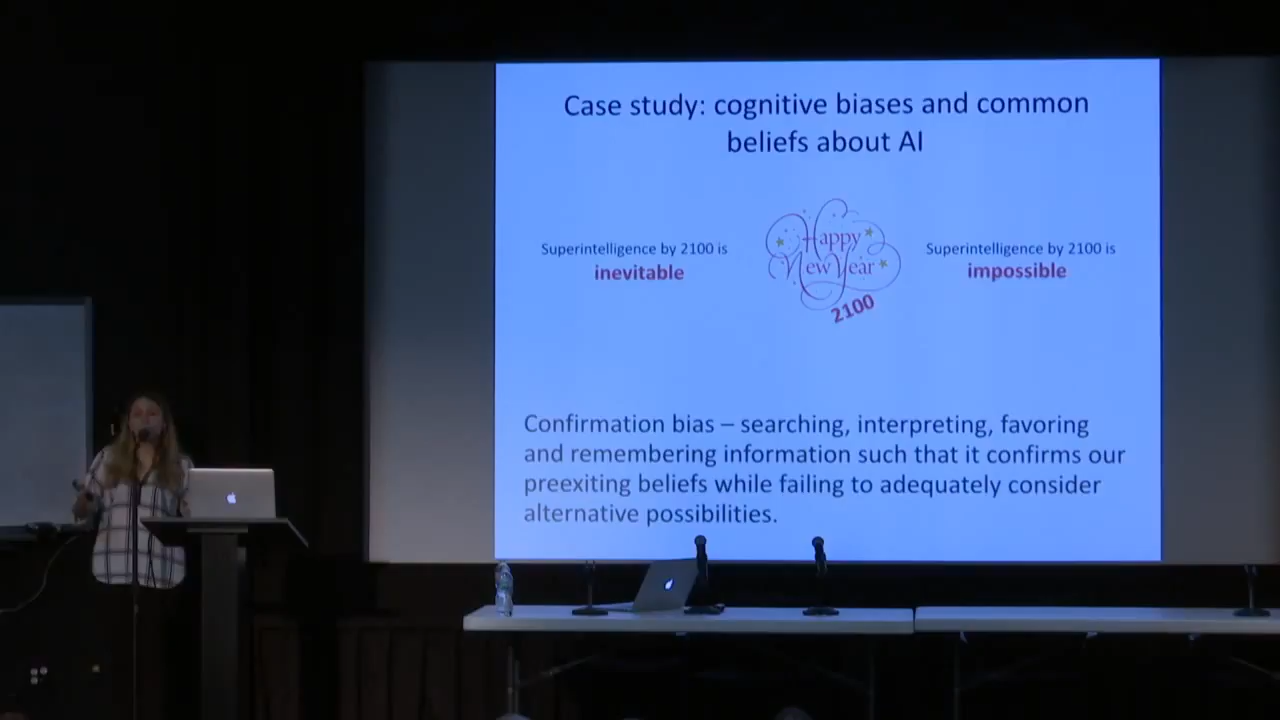 Case study: cognitive biases and common
beliefs about AI
Superintelligence by 2100 is
inevitable
Happy
New Year
2100
Superintelligence by 2100 is
impossible
Confirmation bias – searching, interpreting, favoring
and remembering information such that it confirms our
preexiting beliefs while failing to adequately consider
alternative possibilities.